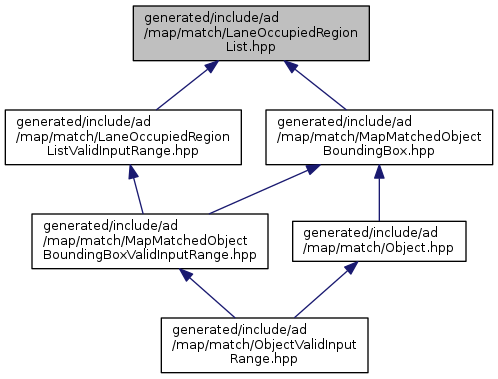 generated/include/ad
/map/match/LaneOccupiedRegion
List.hpp
generated/include/ad
/map/match/LaneOccupiedRegion
ListValidInputRange.hpp
generated/include/ad
/map/match/MapMatchedObject
BoundingBox.hpp
generated/include/ad
/map/match/MapMatchedObject
BoundingBoxValidInputRange.hpp
generated/include/ad
/map/match/Object.hpp
generated/include/ad
/map/match/ObjectValidInput
Range.hpp